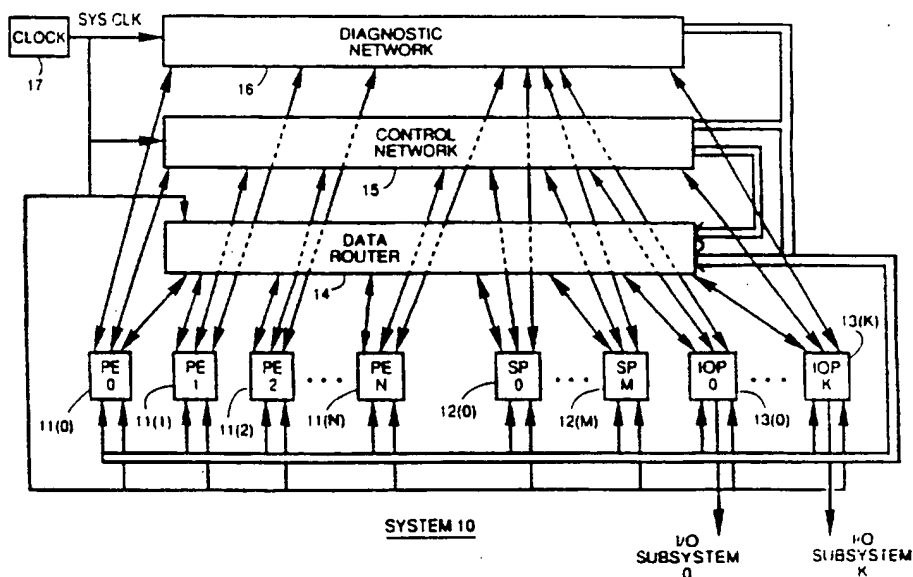 SYS CLK
CLOCK
17
DIAGNOSTIC
NETWORK
16
CONTROL
NETWORK
15
DATA
ROUTER
14
13(K)
PE
0
PE
1
PE
2
PE
N
SP
0
SP
M
IOP
0
IOP
K
11(0)
11(1)
11(2)
11(N)
12(0)
12(M)
13(0)
SYSTEM 10
I/O
SUBSYSTEM
0
I/O
SUBSYSTEM
K